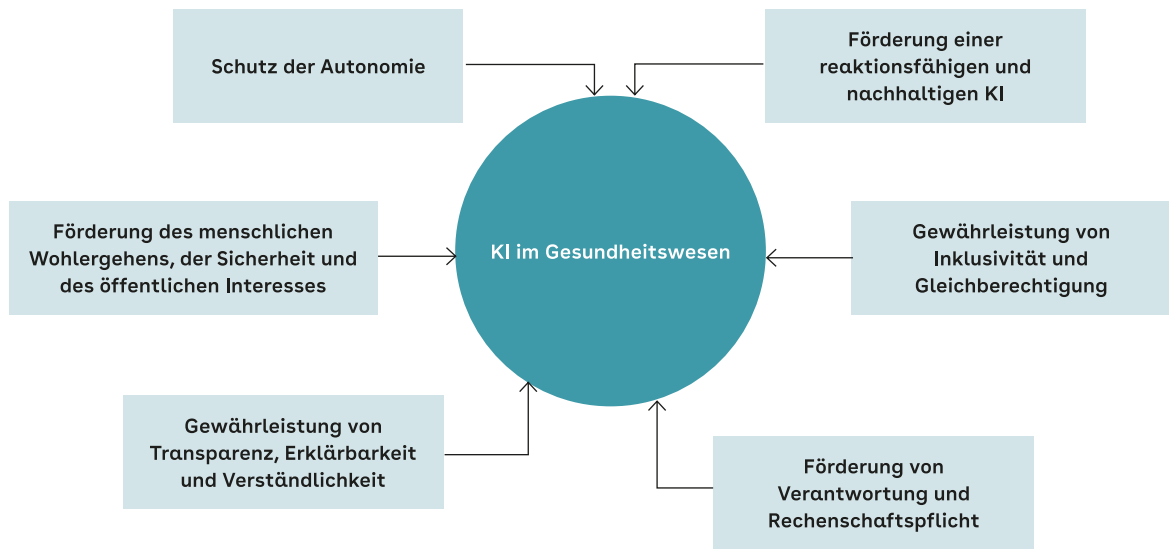 Schutz der Autonomie
Förderung einer
reaktionsfähigen und
nachhaltigen KI
Förderung des menschlichen
Wohlergehens, der Sicherheit und
des öffentlichen Interesses
KI im Gesundheitswesen
Gewährleistung von
Inklusivität und
Gleichberechtigung
Gewährleistung von
Transparenz, Erklärbarkeit
und Verständlichkeit
Förderung von
Verantwortung und
Rechenschaftspflicht